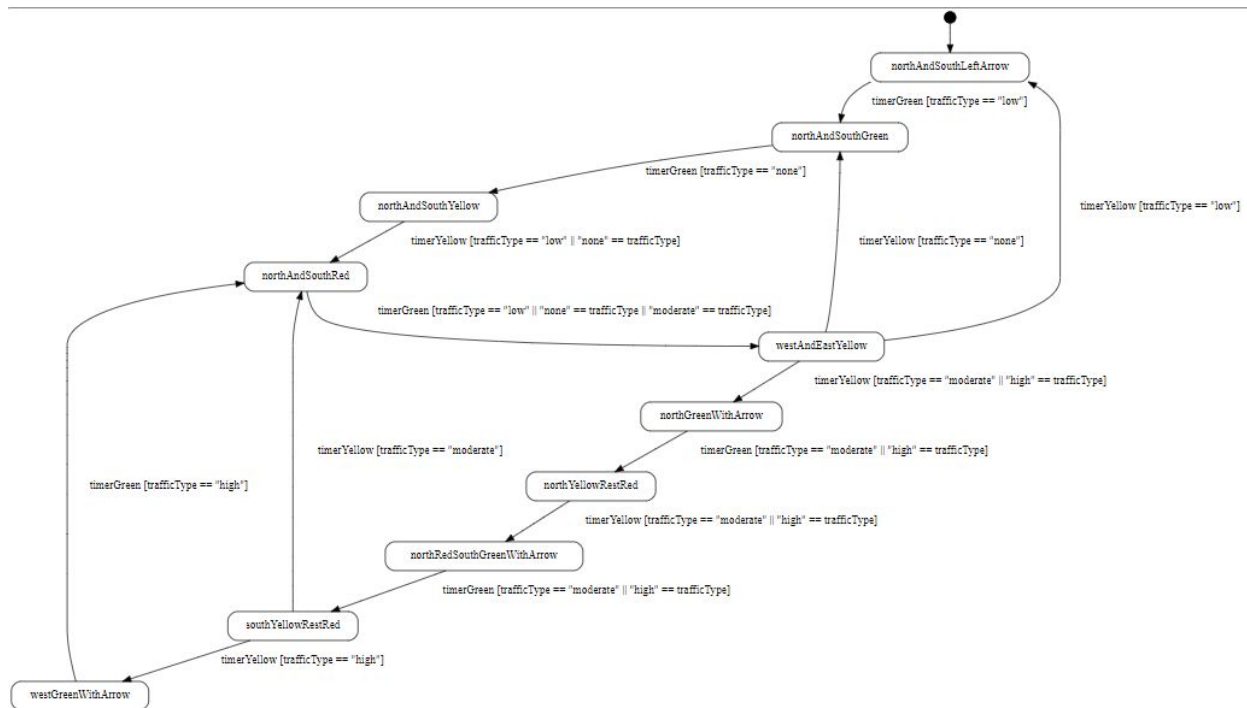 northAndSouthLeftArrow
timerGreen [trafficType == "low"]
northAndSouthGreen
timerGreen [trafficType == "none"]
northAndSouthYellow
timerYellow [trafficType == "low"]
timerYellow [trafficType == "low" || "none" == trafficType]
timerYellow [trafficType == "none"]
northAndSouthRed
timerGreen [trafficType == "low" || "none" == trafficType || "moderate" == trafficType]
westAndEastYellow
timerYellow [trafficType == "moderate" || "high" == trafficType]
northGreenWithArrow
timerYellow [trafficType == "moderate"]
timerGreen [trafficType == "moderate" || "high" == trafficType]
timerGreen [trafficType == "high"]
northYellowRestRed
timerYellow [trafficType == "moderate" || "high" == trafficType]
northRedSouthGreenWithArrow
timerGreen [trafficType == "moderate" || "high" == trafficType]
southYellowRestRed
timerYellow [trafficType == "high"]
westGreenWithArrow